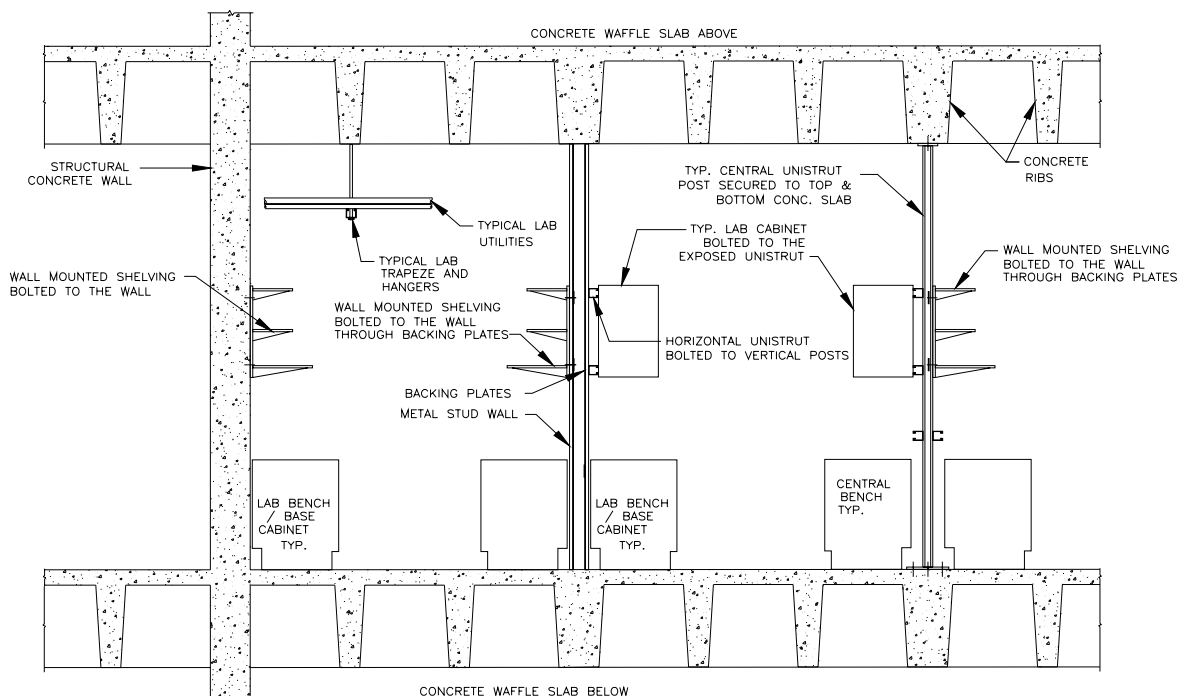 CONCRETE WAFFLE SLAB ABOVE
STRUCTURAL
CONCRETE WALL
CONCRETE
RIBS
TYP. CENTRAL UNISTRUT
POST SECURED TO TOP &
BOTTOM CONC. SLAB
TYPICAL LAB
UTILITIES
TYP. LAB CABINET
BOLTED TO THE
EXPOSED UNISTRUT
WALL MOUNTED SHELVING
BOLTED TO THE WALL
THROUGH BACKING PLATES
TYPICAL LAB
TRAPEZE AND
HANGERS
WALL MOUNTED SHELVING
BOLTED TO THE WALL
WALL MOUNTED SHELVING
BOLTED TO THE WALL
THROUGH BACKING PLATES
HORIZONTAL UNISTRUT
BOLTED TO VERTICAL POSTS
BACKING PLATES
METAL STUD WALL
LAB BENCH
/ BASE
CABINET
TYP.
LAB BENCH
/ BASE
CABINET
TYP.
CENTRAL
BENCH
TYP.
CONCRETE WAFFLE SLAB BELOW